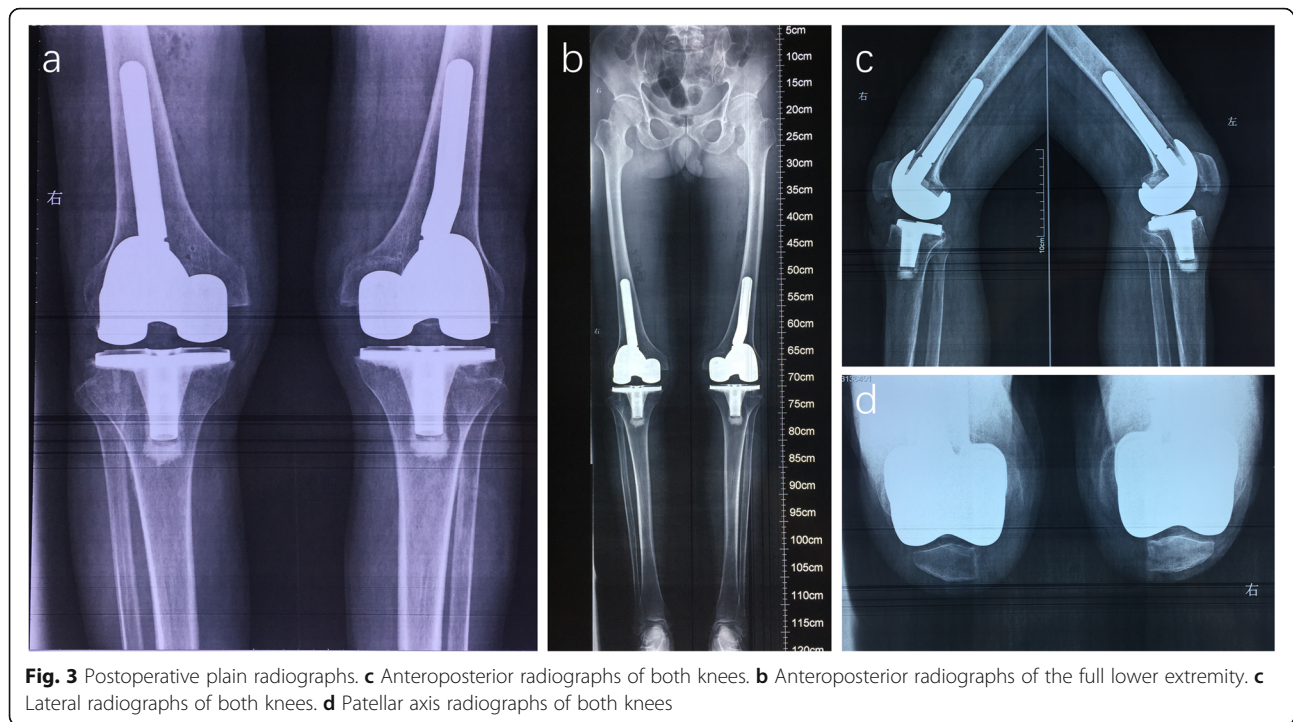 a
右
b
右
右
5cm
10cm
15cm
20cm
25cm
30cm
35cm
40cm
45cm
50cm
55cm
60cm
65cm
70cm
75cm
80cm
85cm
90cm
95cm
100cm
105cm
110cm
115cm
120cm
c
右
左
10cm
d
右
Fig. 3 Postoperative plain radiographs. c Anteroposterior radiographs of both knees. b Anteroposterior radiographs of the full lower extremity. c
Lateral radiographs of both knees. d Patellar axis radiographs of both knees